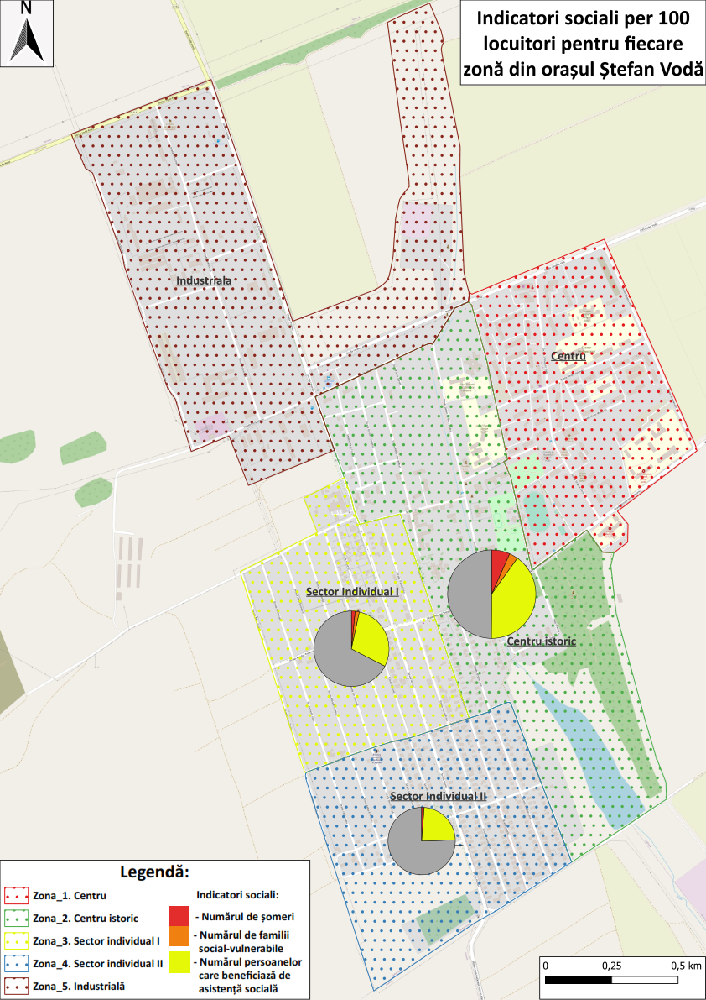 N
Indicatori sociali per 100
locuitori pentru fiecare
zonă din orașul Ștefan Vodă
Industriala
Centru
Sector Individual I
Centru istoric
Sector Individual II
Legendă:
Zona_1. Centru
Zona_2. Centru istoric
Zona_3. Sector individual I
Zona_4. Sector individual II
Zona_5. Industrială
Indicatori sociali:
- Numărul de șomeri
- Numărul de familii
social-vulnerabile
- Numărul persoanelor
care beneficiază de
asistență socială
0 0,25 0,5 km